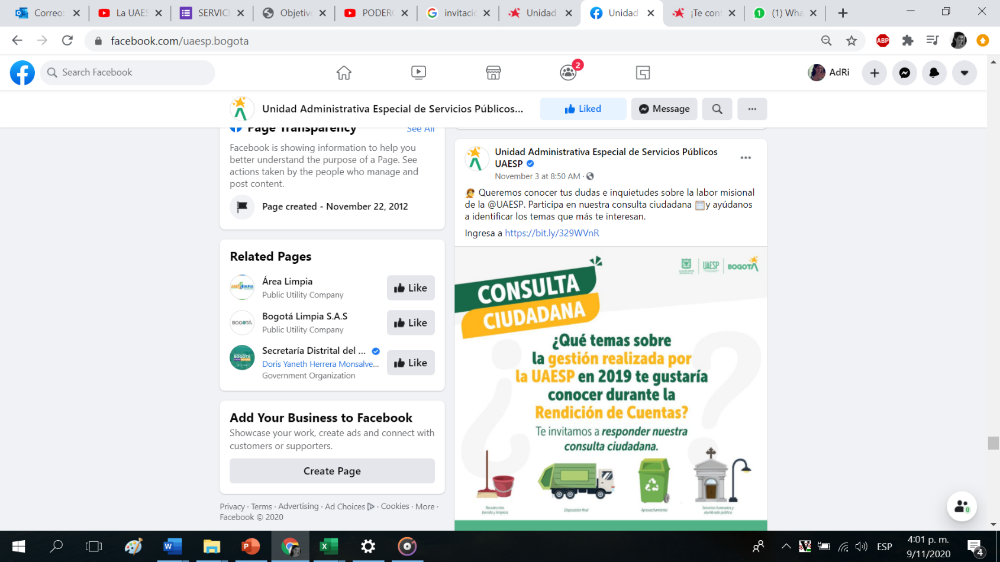 Correo:
La UAES
SERVICI
Objetiv
PODERO
invitació
Unidad
Unidad
¡Te cont
(1) Wha
facebook.com/uaesp.bogota
ABP
Search Facebook
2
AdRi
Unidad Administrativa Especial de Servicios Públicos...
Liked
Message
Page Transparency
See All
Facebook is showing information to help you
better understand the purpose of a Page. See
actions taken by the people who manage and
post content.
Page created - November 22, 2012
Related Pages
Área Limpia
Public Utility Company
Like
Bogotá Limpia S.A.S
Public Utility Company
Like
Secretaría Distrital del ...
Doris Yaneth Herrera Monsalve...
Government Organization
Like
Add Your Business to Facebook
Showcase your work, create ads and connect with
customers or supporters.
Create Page
Privacy · Terms · Advertising · Ad Choices · Cookies · More ·
Facebook © 2020
Unidad Administrativa Especial de Servicios Públicos
UAESP
November 3 at 8:50 AM ·
Queremos conocer tus dudas e inquietudes sobre la labor misional
de la @UAESP. Participa en nuestra consulta ciudadana y ayúdanos
a identificar los temas que más te interesan.
Ingresa a https://bit.ly/329WVnR
UAESP
BOGOTÁ
CONSULTA
CIUDADANA
¿Qué temas sobre
la gestión realizada por
la UAESP en 2019 te gustaría
conocer durante la
Rendición de Cuentas?
Te invitamos a responder nuestra
consulta ciudadana.
Recolección,
barrido y limpieza
Disposición final
Aprovechamiento
Servicios funerarios y
alumbrado público
0
ESP
4:01 p. m.
9/11/2020
4